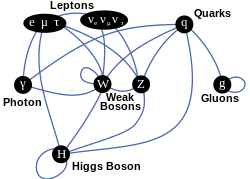 Leptons
e μ τ
νe νμ ντ
q
Quarks
γ
W
Z
g
Photon
Weak
Bosons
Gluons
H
Higgs Boson